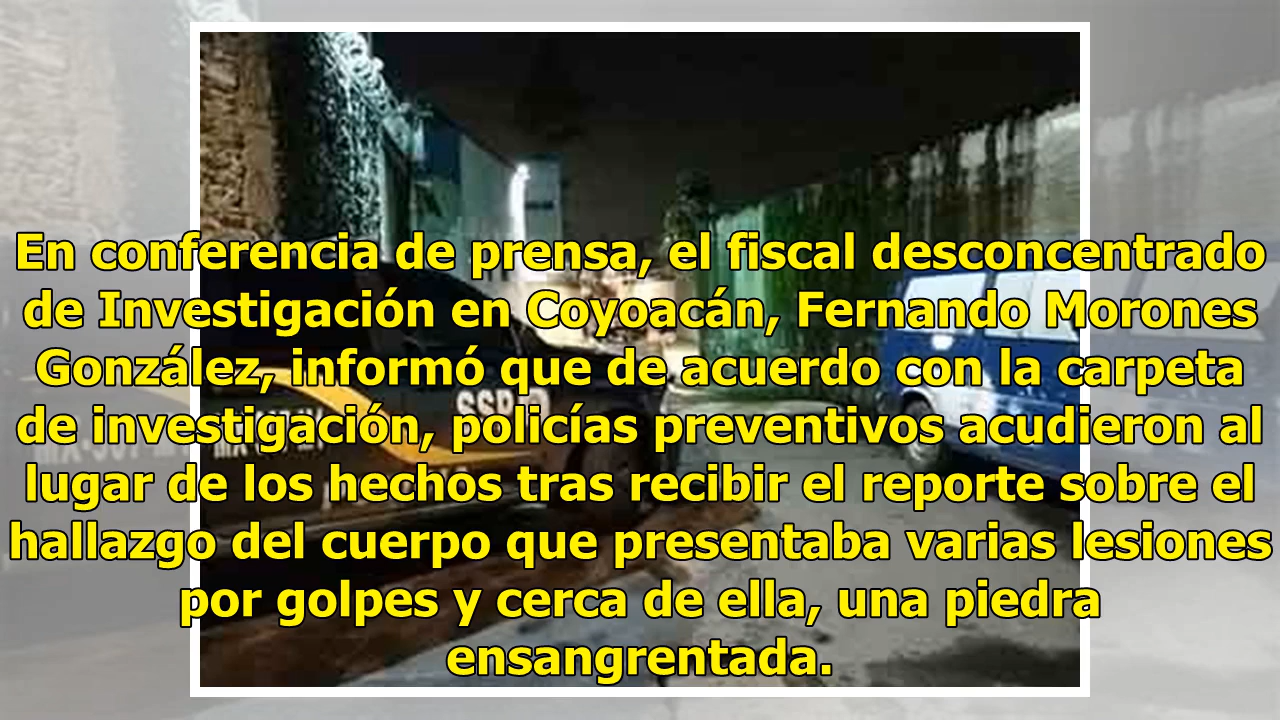 En conferencia de prensa, el fiscal desconcentrado
de Investigación en Coyoacán, Fernando Morones
González, informó que de acuerdo con la carpeta
de investigación, policías preventivos acudieron al
lugar de los hechos tras recibir el reporte sobre el
hallazgo del cuerpo que presentaba varias lesiones
por golpes y cerca de ella, una piedra
ensangrentada.